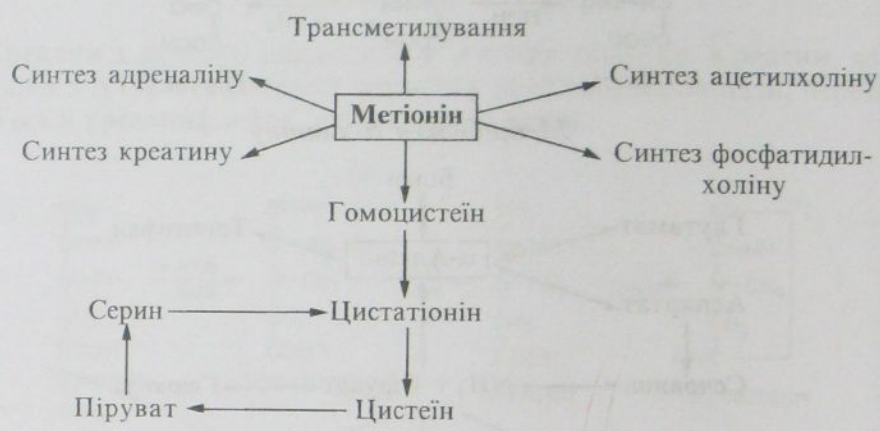 Трансметилування
Синтез адреналіну
Синтез ацетилхоліну
Метіонін
Синтез креатину
Синтез фосфатидил-
холіну
Гомоцистеїн
Серин
Цистатіонін
Піруват
Цистеїн